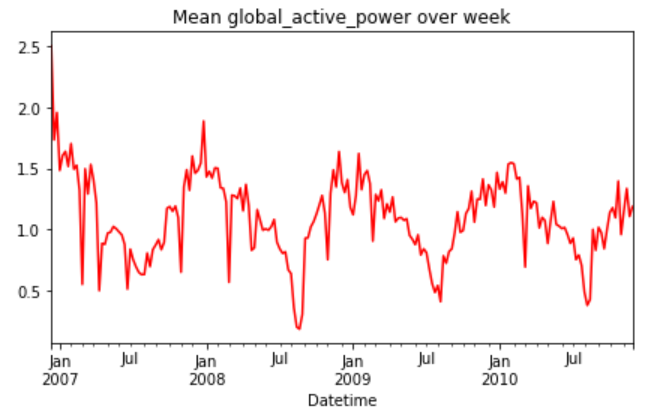 Mean global_active_power over week
2.5
2.0
1.5
1.0
0.5
Jan Jul Jan Jul Jan Jul Jan Jul
2007 2008 2009 2010
Datetime